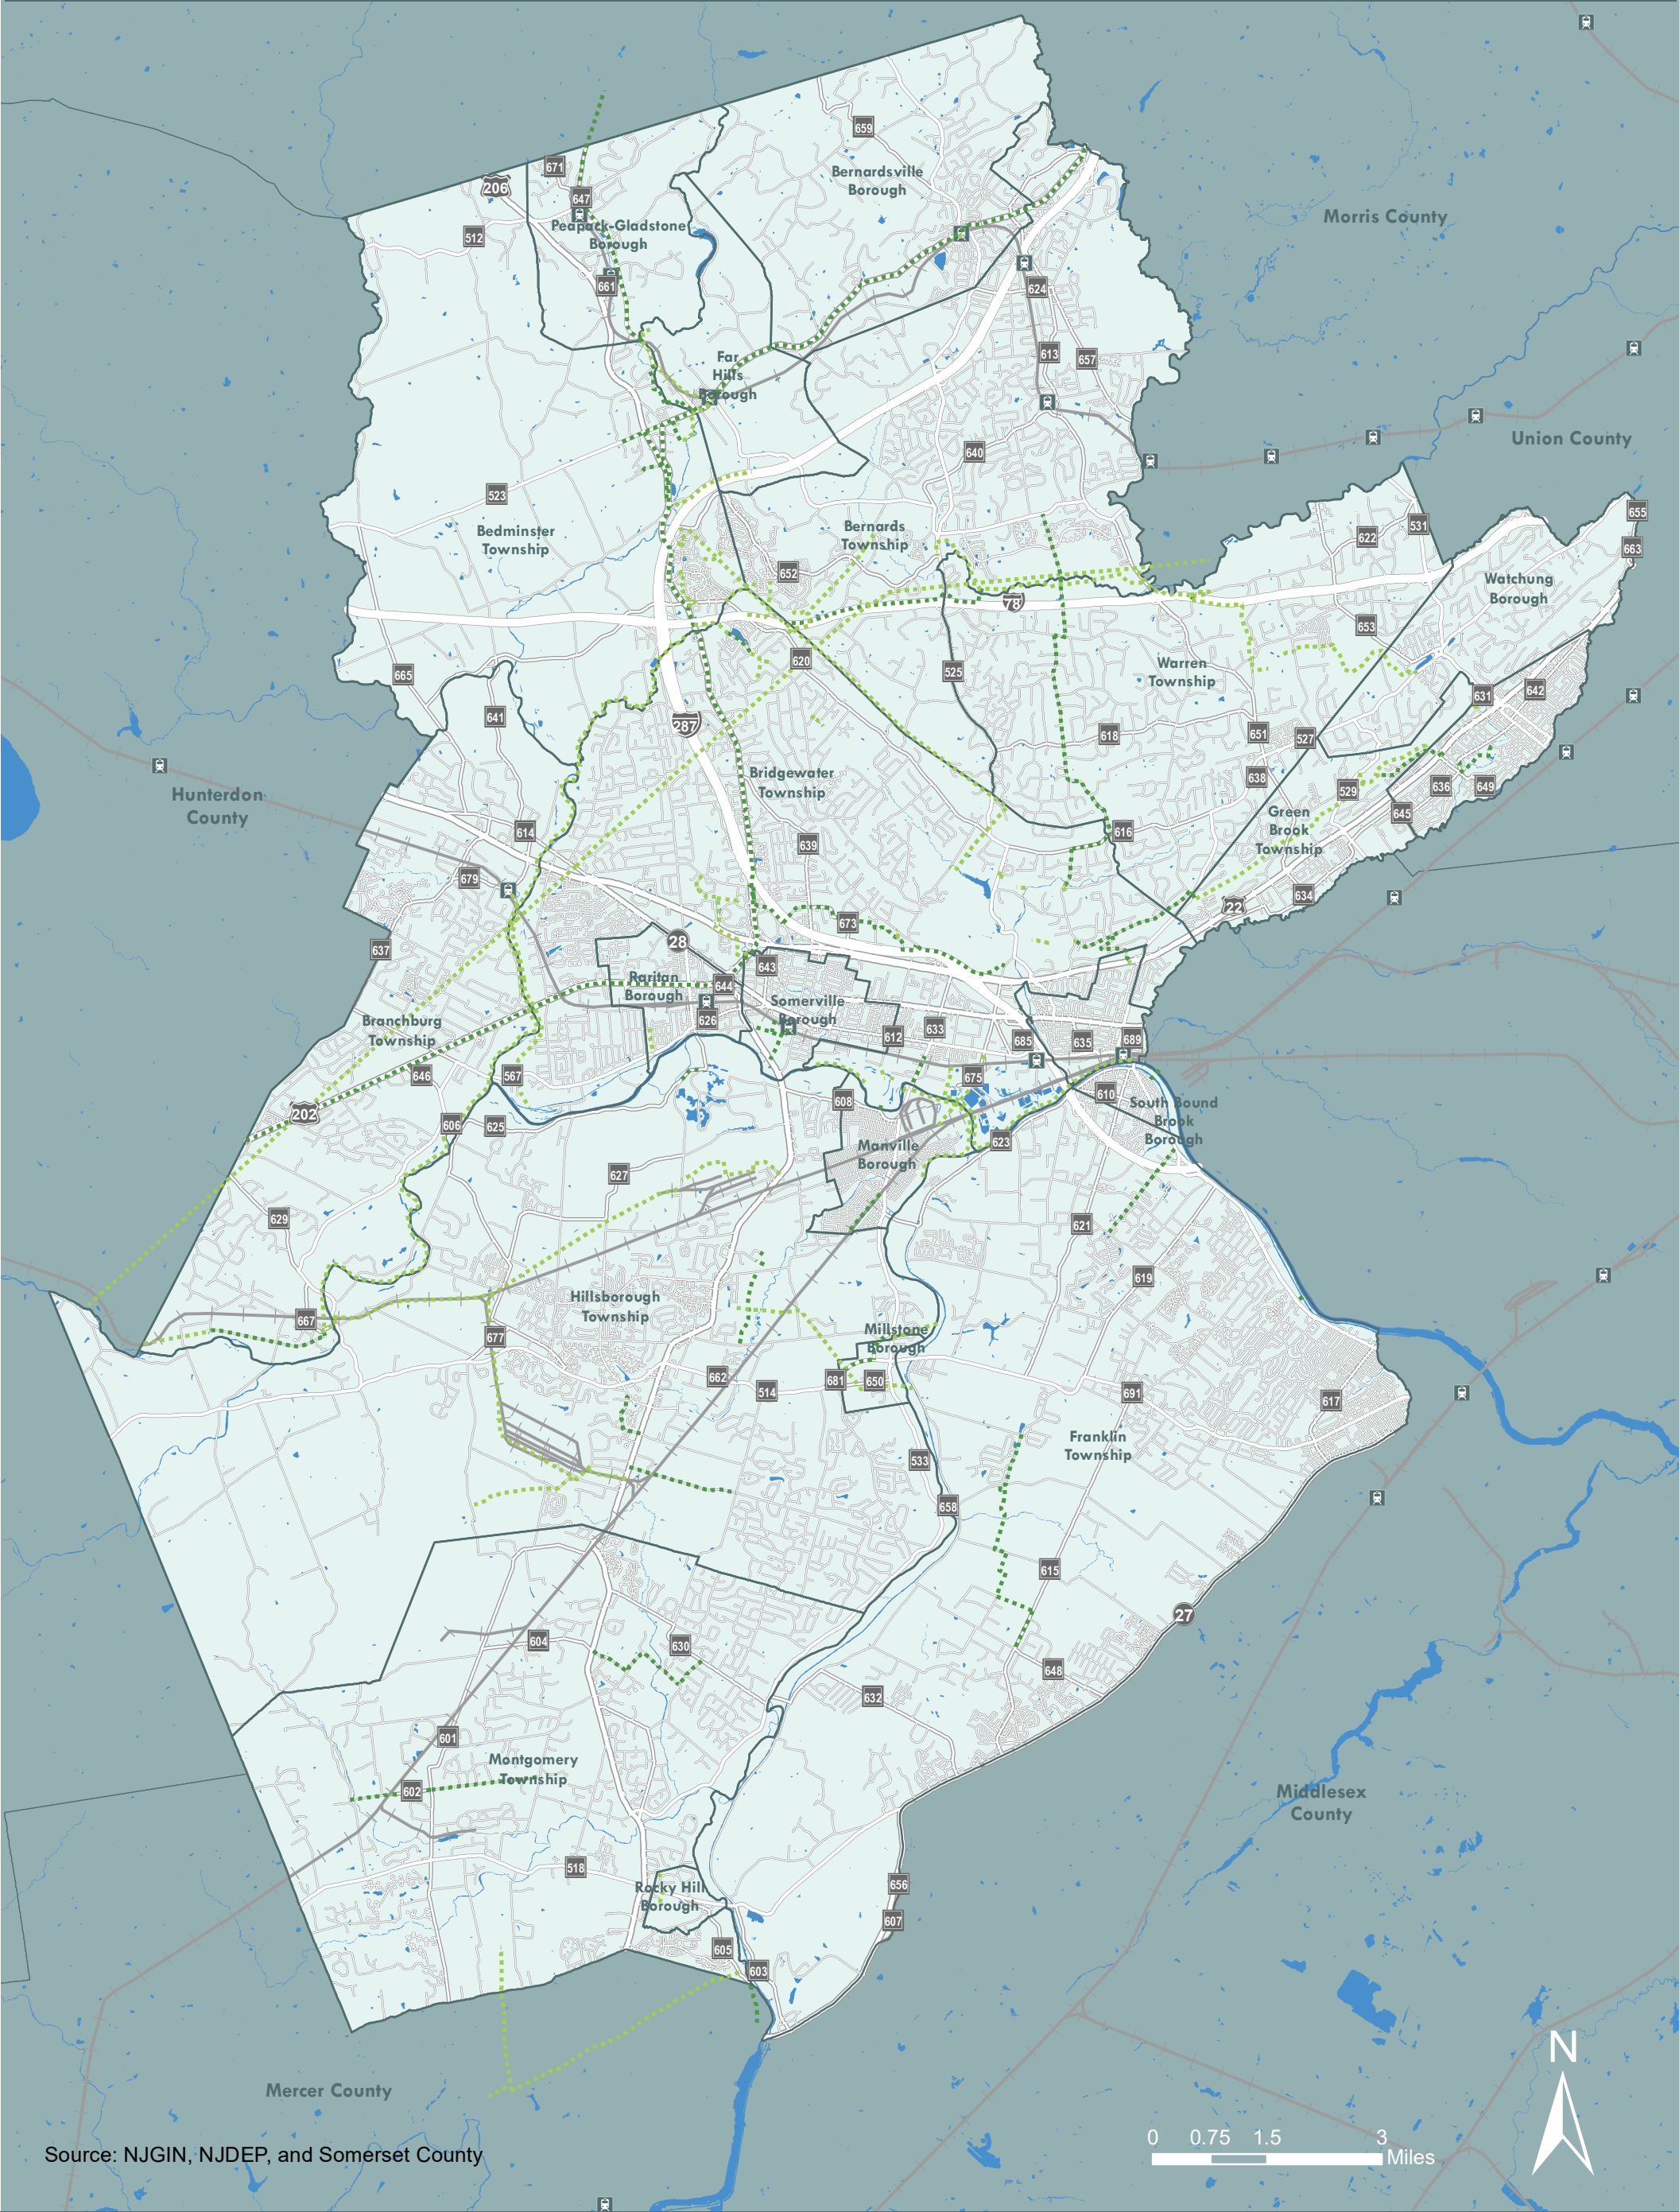 659
671
206
647
Bernardsville
Borough
Morris County
512
Peapack-Gladstone
Borough
661
624
613
657
Far
Hills
Borough
Union County
640
523
655
531
622
Bedminster
Township
Bernards
Township
663
652
Watchung
Borough
78
653
620
525
Warren
Township
665
631
642
641
287
618
651
527
Bridgewater
Township
638
529
636
649
Hunterdon
County
645
614
639
616
Green
Brook
Township
679
634
22
673
28
637
643
Raritan
Borough
644
Somerville
Borough
626
Branchburg
Township
612
633
685
635
689
646
567
675
610
202
608
South Bound
Brook
Borough
606
625
623
Manville
Borough
627
629
621
619
Hillsborough
Township
667
677
Millstone
Borough
662
514
681
650
691
617
Franklin
Township
533
658
615
27
604
630
648
632
601
Montgomery
Township
602
Middlesex
County
518
656
Rocky Hill
Borough
607
605
603
N
Mercer County
0 0.75 1.5 3
Miles
Source: NJGIN, NJDEP, and Somerset County